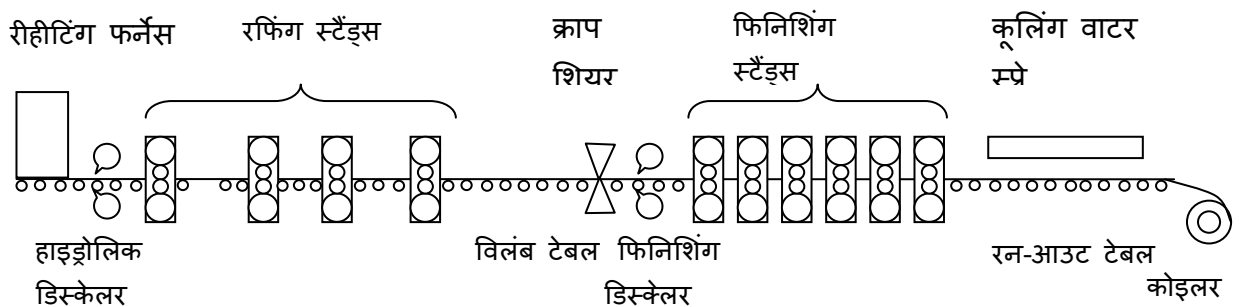 रीहीटिंग फर्नेस
रफिंग स्टैंड्स
क्राप
शियर
फिनिशिंग
स्टैंड्स
कूलिंग वाटर
स्प्रे
हाइड्रोलिक
डिस्केलर
विलंब टेबल
फिनिशिंग
डिस्केलर
रन-आउट टेबल
कोइलर